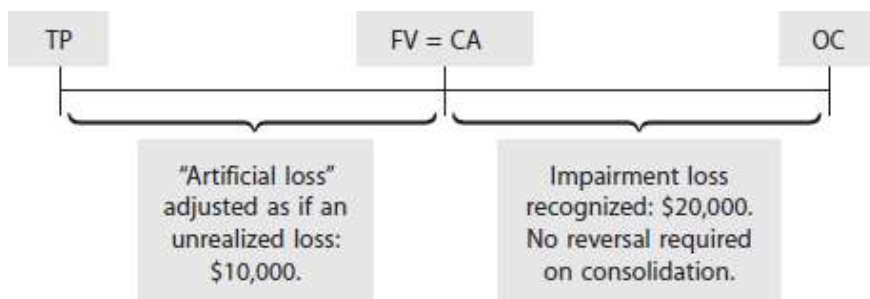 TP
FV = CA
OC
"Artificial loss"
adjusted as if an
unrealized loss:
$10,000.
Impairment loss
recognized: $20,000.
No reversal required
on consolidation.